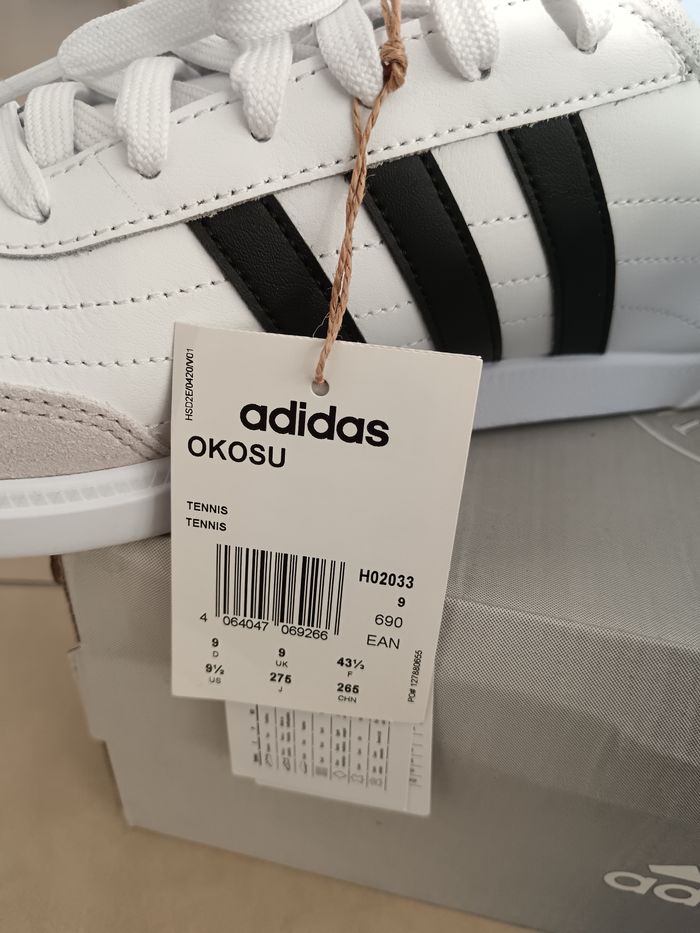 HSD2E/0420/V01
adidas
OKOSU
TENNIS
TENNIS
H02033
9
690
EAN
4 064047 069266
9 9 43⅓
D UK F
9½ 275 265
US J CHN
PO# 127880655